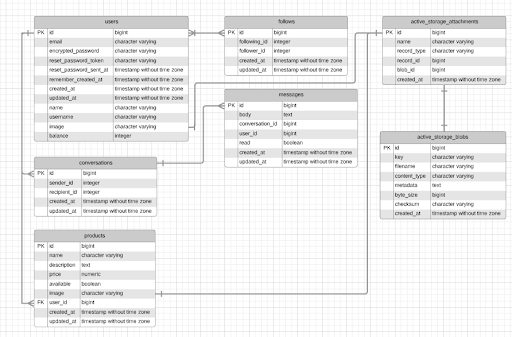 users
PK id bigint
email character varying
encrypted_password character varying
reset_password_token character varying
reset_password_sent_at timestamp without time zone
remember_created_at timestamp without time zone
created_at timestamp without time zone
updated_at timestamp without time zone
name character varying
username character varying
image character varying
balance integer
follows
PK id bigint
following_id integer
follower_id integer
created_at timestamp without time zone
updated_at timestamp without time zone
active_storage_attachments
PK id bigint
name character varying
record_type character varying
record_id bigint
blob_id bigint
created_at timestamp without time zone
messages
PK id bigint
body text
conversation_id bigint
user_id bigint
read boolean
created_at timestamp without time zone
updated_at timestamp without time zone
active_storage_blobs
PK id bigint
key character varying
filename character varying
content_type character varying
metadata text
byte_size bigint
checksum character varying
created_at timestamp without time zone
conversations
PK id bigint
sender_id integer
recipient_id integer
created_at timestamp without time zone
updated_at timestamp without time zone
products
PK id bigint
name character varying
description text
price numeric
available boolean
image character varying
FK user_id bigint
created_at timestamp without time zone
updated_at timestamp without time zone